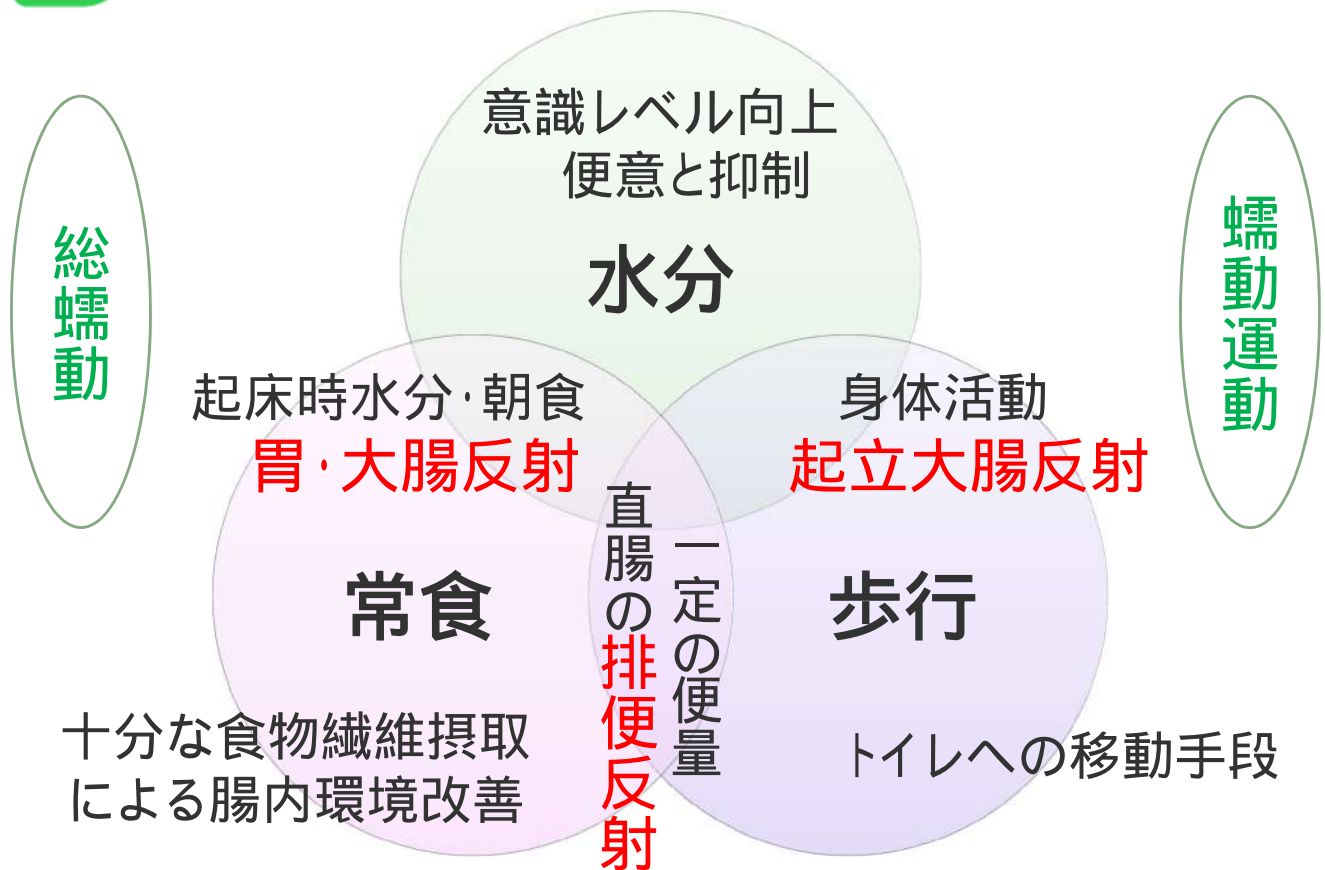 意識レベル向上
便意と抑制
水分
総蠕動
蠕動運動
起床時水分・朝食
胃・大腸反射
身体活動
起立大腸反射
一定の便量
直腸の排便反射
常食
歩行
十分な食物繊維摂取
による腸内環境改善
トイレへの移動手段